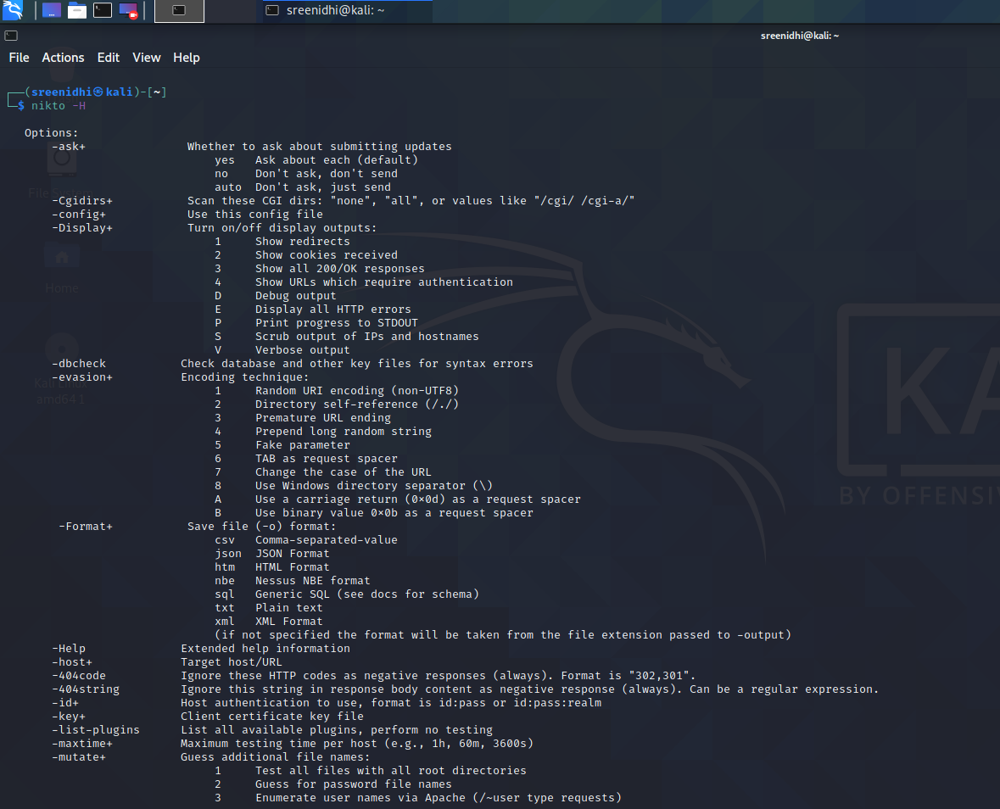 sreenidhi@kali: ~
sreenidhi@kali: ~
File Actions Edit View Help
(sreenidhi㉿kali)-[~]
$ nikto -H
Options:
-ask+ Whether to ask about submitting updates
yes Ask about each (default)
no Don't ask, don't send
auto Don't ask, just send
-Cgidirs+ Scan these CGI dirs: "none", "all", or values like "/cgi/ /cgi-a/"
-config+ Use this config file
-Display+ Turn on/off display outputs:
1 Show redirects
2 Show cookies received
3 Show all 200/OK responses
4 Show URLs which require authentication
D Debug output
E Display all HTTP errors
P Print progress to STDOUT
S Scrub output of IPs and hostnames
V Verbose output
-dbcheck Check database and other key files for syntax errors
-evasion+ Encoding technique:
1 Random URI encoding (non-UTF8)
2 Directory self-reference (/./)
3 Premature URL ending
4 Prepend long random string
5 Fake parameter
6 TAB as request spacer
7 Change the case of the URL
8 Use Windows directory separator (\)
A Use a carriage return (0x0d) as a request spacer
B Use binary value 0x0b as a request spacer
-Format+ Save file (-o) format:
csv Comma-separated-value
json JSON Format
htm HTML Format
nbe Nessus NBE format
sql Generic SQL (see docs for schema)
txt Plain text
xml XML Format
(if not specified the format will be taken from the file extension passed to -output)
-Help Extended help information
-host+ Target host/URL
-404code Ignore these HTTP codes as negative responses (always). Format is "302,301".
-404string Ignore this string in response body content as negative response (always). Can be a regular expression.
-id+ Host authentication to use, format is id:pass or id:pass:realm
-key+ Client certificate key file
-list-plugins List all available plugins, perform no testing
-maxtime+ Maximum testing time per host (e.g., 1h, 60m, 3600s)
-mutate+ Guess additional file names:
1 Test all files with all root directories
2 Guess for password file names
3 Enumerate user names via Apache (/~user type requests)
Home
Kali Linux
KA
BY OFFENSI